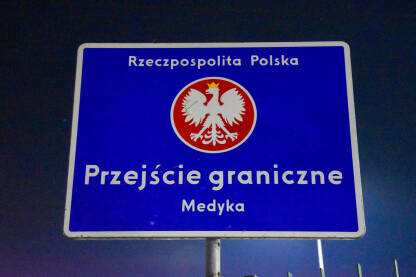 Rzeczpospolita Polska
Przejście graniczne
Medyka